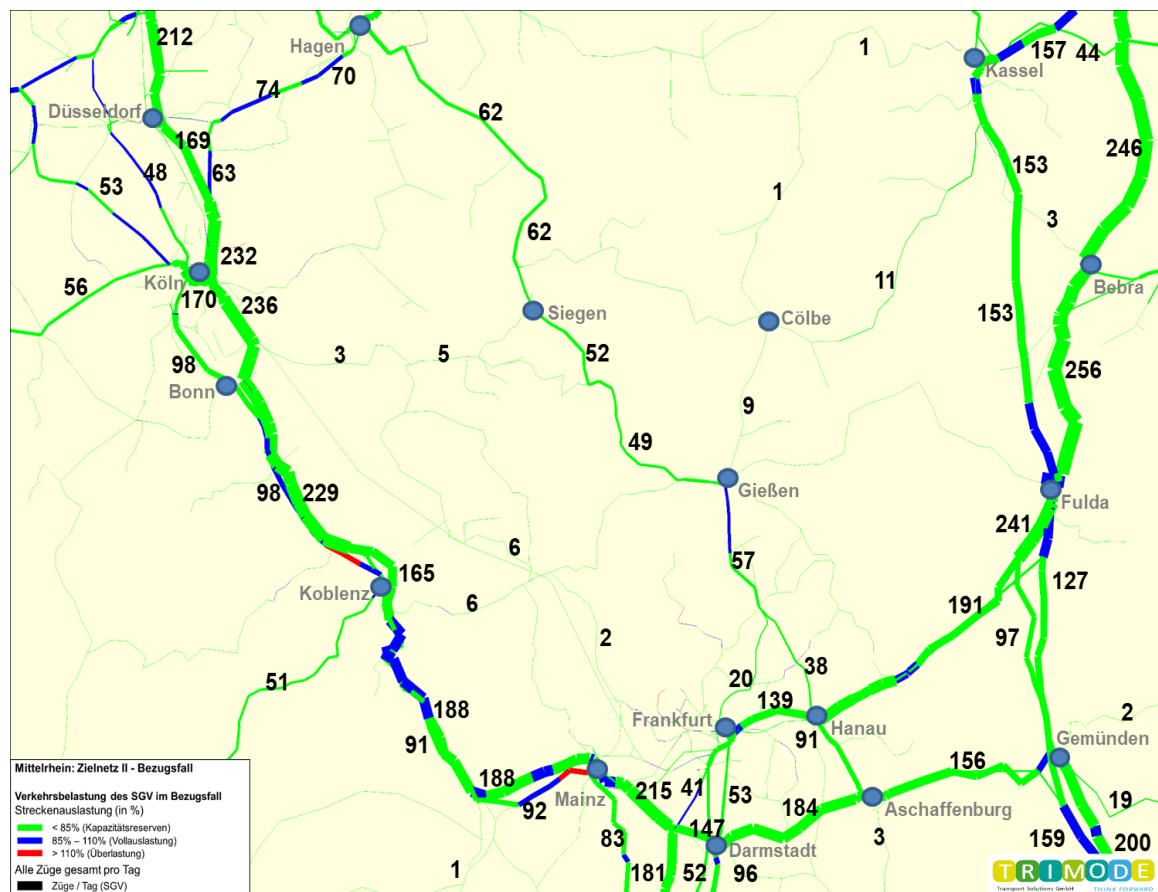 212
Hagen
70
74
1
157
44
Kassel
Düsseldorf
169
62
246
48
63
53
153
1
3
62
232
Köln
170
236
56
11
Bebra
Siegen
Cölbe
153
3
5
52
98
Bonn
256
9
49
Gießen
98
229
Fulda
241
6
57
165
127
Koblenz
6
191
2
97
51
20
38
188
139
Frankfurt
Hanau
2
91
91
Gemünden
188
Mainz
215
41
53
156
92
184
Aschaffenburg
19
83
147
3
159
200
Darmstadt
1
181
52
96
Mittelrhein: Zielnetz II - Bezugsfall
Verkehrsbelastung des SGV im Bezugsfall
Streckenauslastung (in %)
< 85% (Kapazitätsreserven)
85% – 110% (Vollauslastung)
> 110% (Überlastung)
Alle Züge gesamt pro Tag
Züge / Tag (SGV)
TRIMODE
Transport Solutions GmbH THINK FORWARD